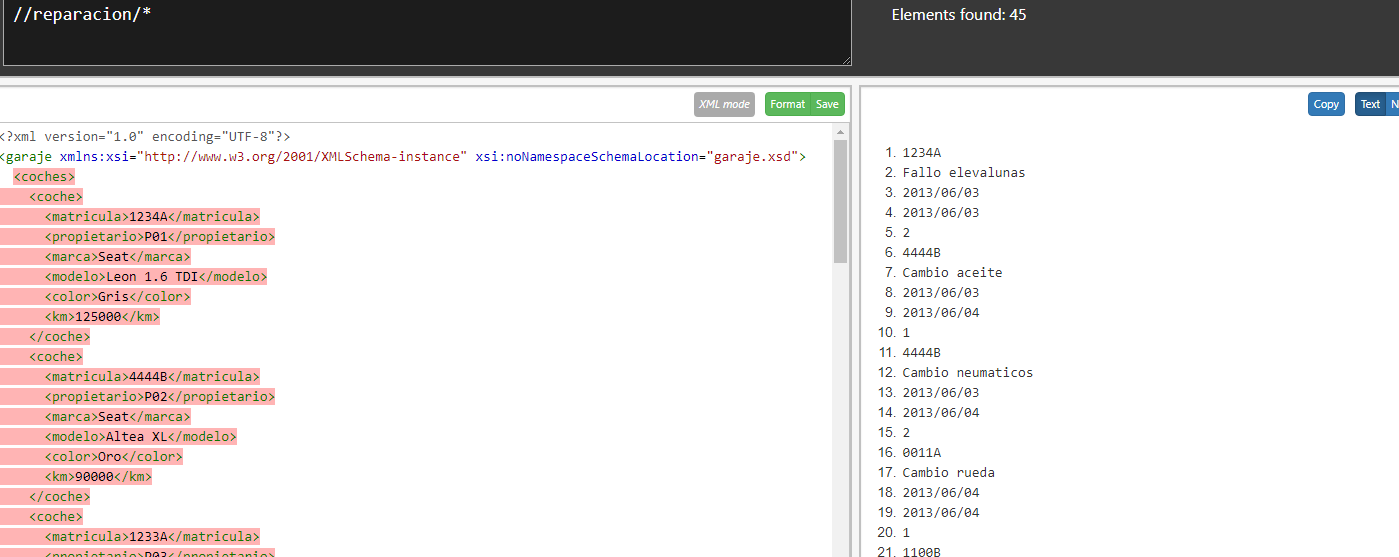 //reparacion/*
Elements found: 45
XML mode
Format
Save
Copy
Text
N
<?xml version="1.0" encoding="UTF-8"?>
<garaje xmlns:xsi="http://www.w3.org/2001/XMLSchema-instance" xsi:noNamespaceSchemaLocation="garaje.xsd">
<coches>
<coche>
<matricula>1234A</matricula>
<propietario>P01</propietario>
<marca>Seat</marca>
<modelo>Leon 1.6 TDI</modelo>
<color>Gris</color>
<km>125000</km>
</coche>
<coche>
<matricula>4444B</matricula>
<propietario>P02</propietario>
<marca>Seat</marca>
<modelo>Altea XL</modelo>
<color>Oro</color>
<km>90000</km>
</coche>
<coche>
<matricula>1233A</matricula>
<propietario>P03</propietario>
1. 1234A
2. Fallo elevalunas
3. 2013/06/03
4. 2013/06/03
5. 2
6. 4444B
7. Cambio aceite
8. 2013/06/03
9. 2013/06/04
10. 1
11. 4444B
12. Cambio neumaticos
13. 2013/06/03
14. 2013/06/04
15. 2
16. 0011A
17. Cambio rueda
18. 2013/06/04
19. 2013/06/04
20. 1
21. 1100B